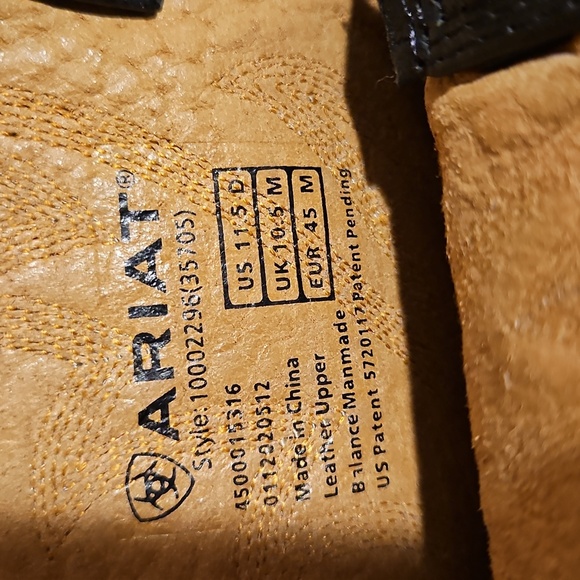 ARIAT®
Style: 10002296(35705)
US 11.5 D
UK 10.5 M
EUR 45 M
4500015316
0112020512
Made in China
Leather Upper
Balance Manmade
US Patent 5720117 Patent Pending